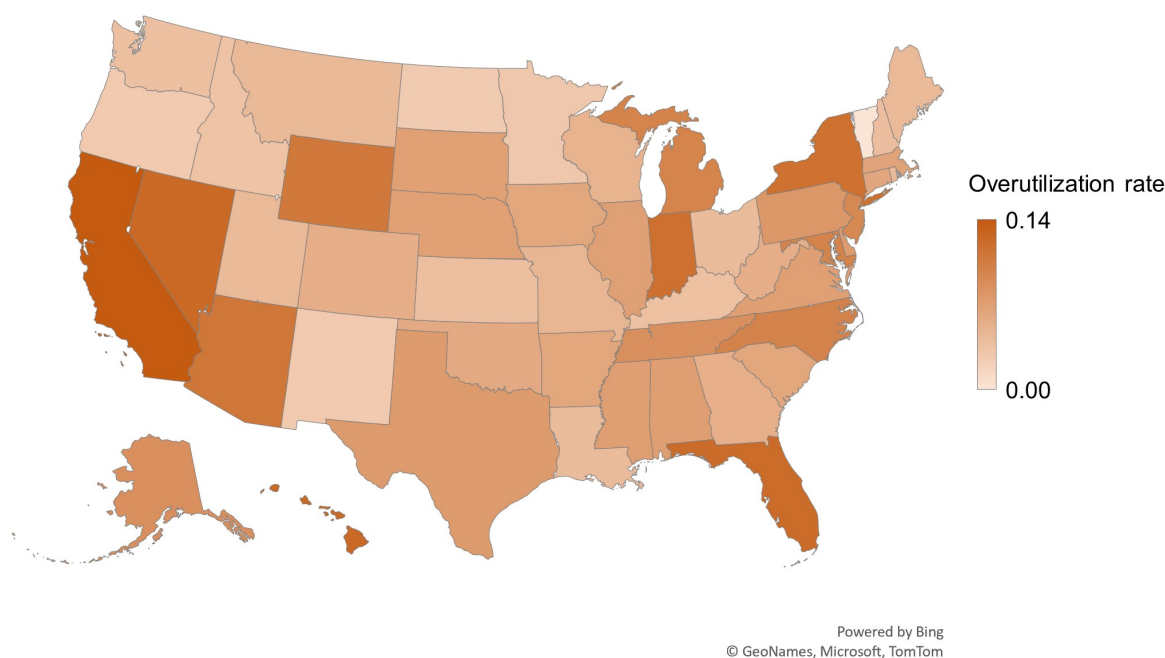 Overutilization rate
0.14
0.00
Powered by Bing
© GeoNames, Microsoft, TomTom